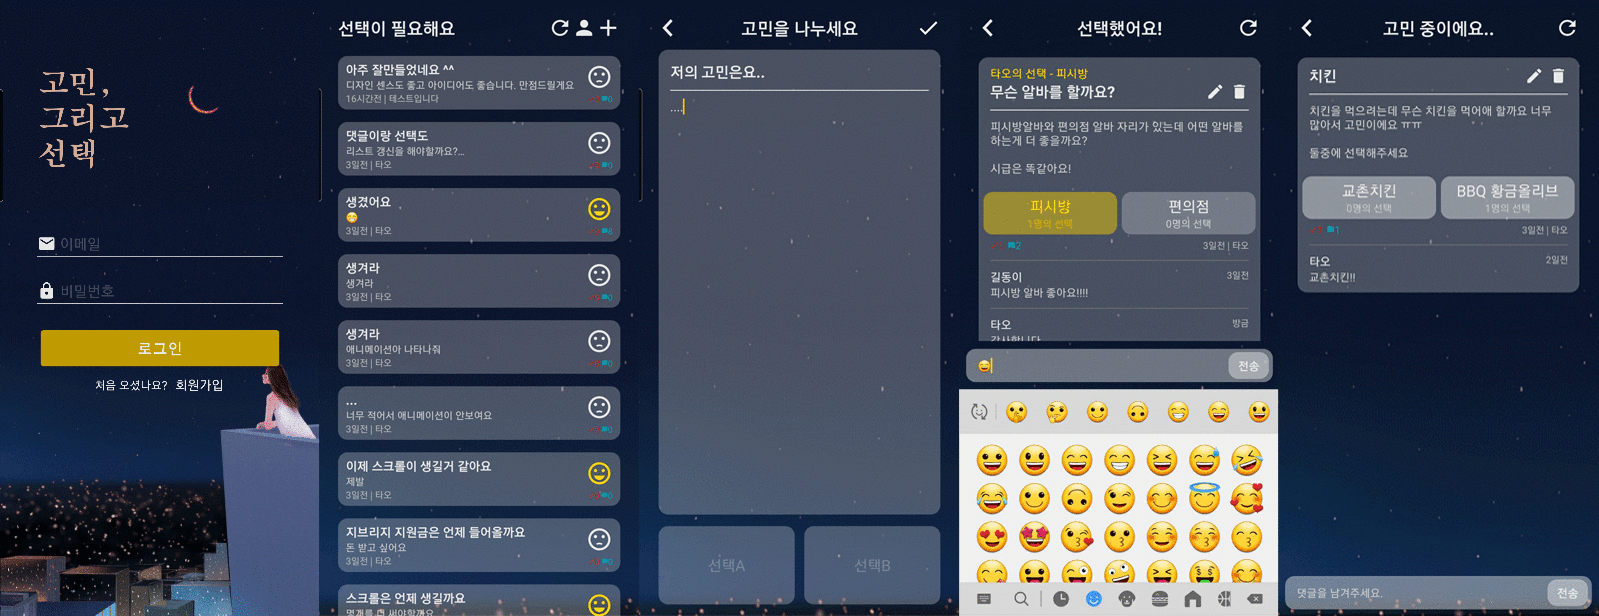 고민,
그리고
선택
이메일
비밀번호
로그인
처음 오셨나요? 회원가입
선택이 필요해요
아주 잘만들었네요 ^^
디자인 센스도 좋고 아이디어도 좋습니다. 만점드릴게요
16시간전 | 테스트입니다
댓글이랑 선택도
리스트 갱신을 해야할까요?...
3일전 | 타오
생겼어요
😁
3일전 | 타오
생겨라
생겨라
3일전 | 타오
생겨라
애니메이션아 나타나줘
3일전 | 타오
...
너무 적어서 애니메이션이 안보여요
3일전 | 타오
이제 스크롤이 생길거 같아요
제발
3일전 | 타오
지브리지 지원금은 언제 들어올까요
돈 받고 싶어요
3일전 | 타오
스크롤은 언제 생길까요
고민을 나누세요
저의 고민은요..
....
선택A
선택B
선택했어요!
타오의 선택 - 피시방
무슨 알바를 할까요?
피시방알바와 편의점 알바 자리가 있는데 어떤 알바를
하는게 더 좋을까요?
시급은 똑같아요!
피시방
1명의 선택
편의점
0명의 선택
2
3일전 | 타오
길동이
3일전
피시방 알바 좋아요!!!!
타오
방금
감사합니다
전송
고민 중이에요..
치킨
치킨을 먹으려는데 무슨 치킨을 먹어애 할까요 너무
많아서 고민이에요 ㅠㅠ
둘중에 선택해주세요
교촌치킨
0명의 선택
BBQ 황금올리브
1명의 선택
1
3일전 | 타오
타오
2일전
교촌치킨!!
댓글을 남겨주세요.
전송